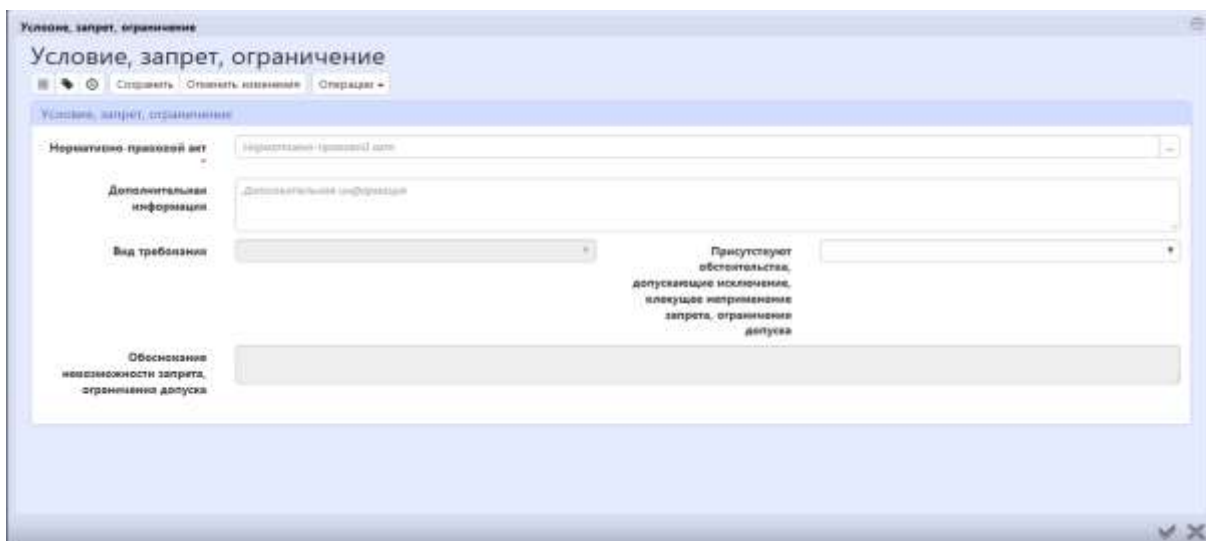 Условие, запрет, ограничение
Условие, запрет, ограничение
Сохранить Отменить изменения Операции
Условие, запрет, ограничение
Нормативно-правовой акт
*
Нормативно-правовой акт
...
Дополнительная
информация
Дополнительная информация
Вид требования
Присутствуют
обстоятельства,
допускающие исключение,
влекущее неприменение
запрета, ограничения
допуска
Обоснование
невозможности запрета,
ограничения допуска